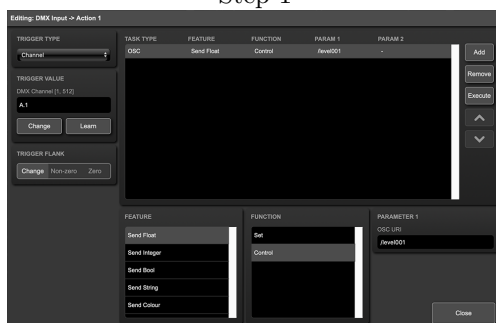 Step 1
Editing: DMX Input -> Action 1
TRIGGER TYPE
Channel
TRIGGER VALUE
DMX Channel [1, 512]
A.1
Change Learn
TRIGGER FLANK
Change Non-zero Zero
TASK TYPE FEATURE FUNCTION PARAM 1 PARAM 2
OSC Send Float Control /level001 -
Add
Remove
Execute
FEATURE
Send Float
Send Integer
Send Bool
Send String
Send Colour
FUNCTION
Set
Control
PARAMETER 1
OSC URI
/level001
Close